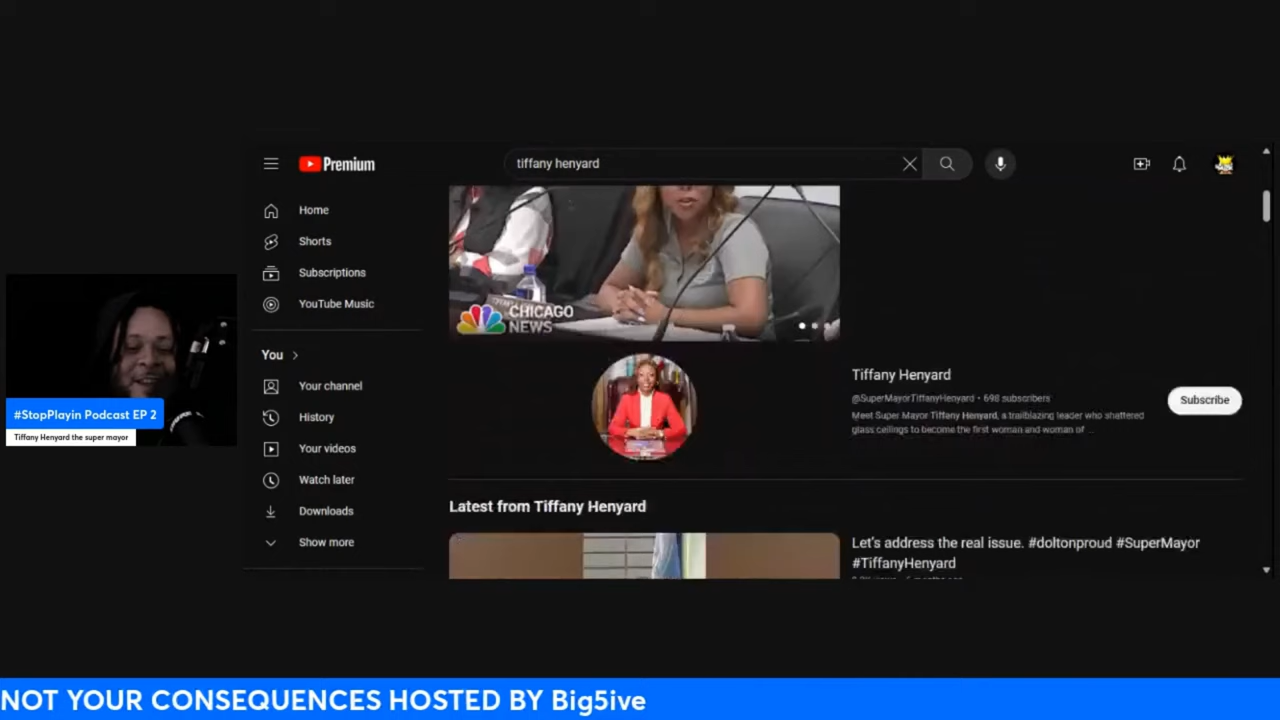 Premium
tiffany henyard
Home
Shorts
Subscriptions
YouTube Music
You
Your channel
History
Your videos
Watch later
Downloads
Show more
CHICAGO
NEWS
Tiffany Henyard
@SuperMayorTiffanyHenyard • 698 subscribers
Meet Super Mayor Tiffany Henyard, a trailblazing leader who shattered
glass ceilings to become the first woman and woman of ...
Subscribe
Latest from Tiffany Henyard
Let's address the real issue. #doltonproud #SuperMayor
#TiffanyHenyard
#StopPlayin Podcast EP 2
Tiffany Henyard the super mayor
NOT YOUR CONSEQUENCES HOSTED BY Big5ive